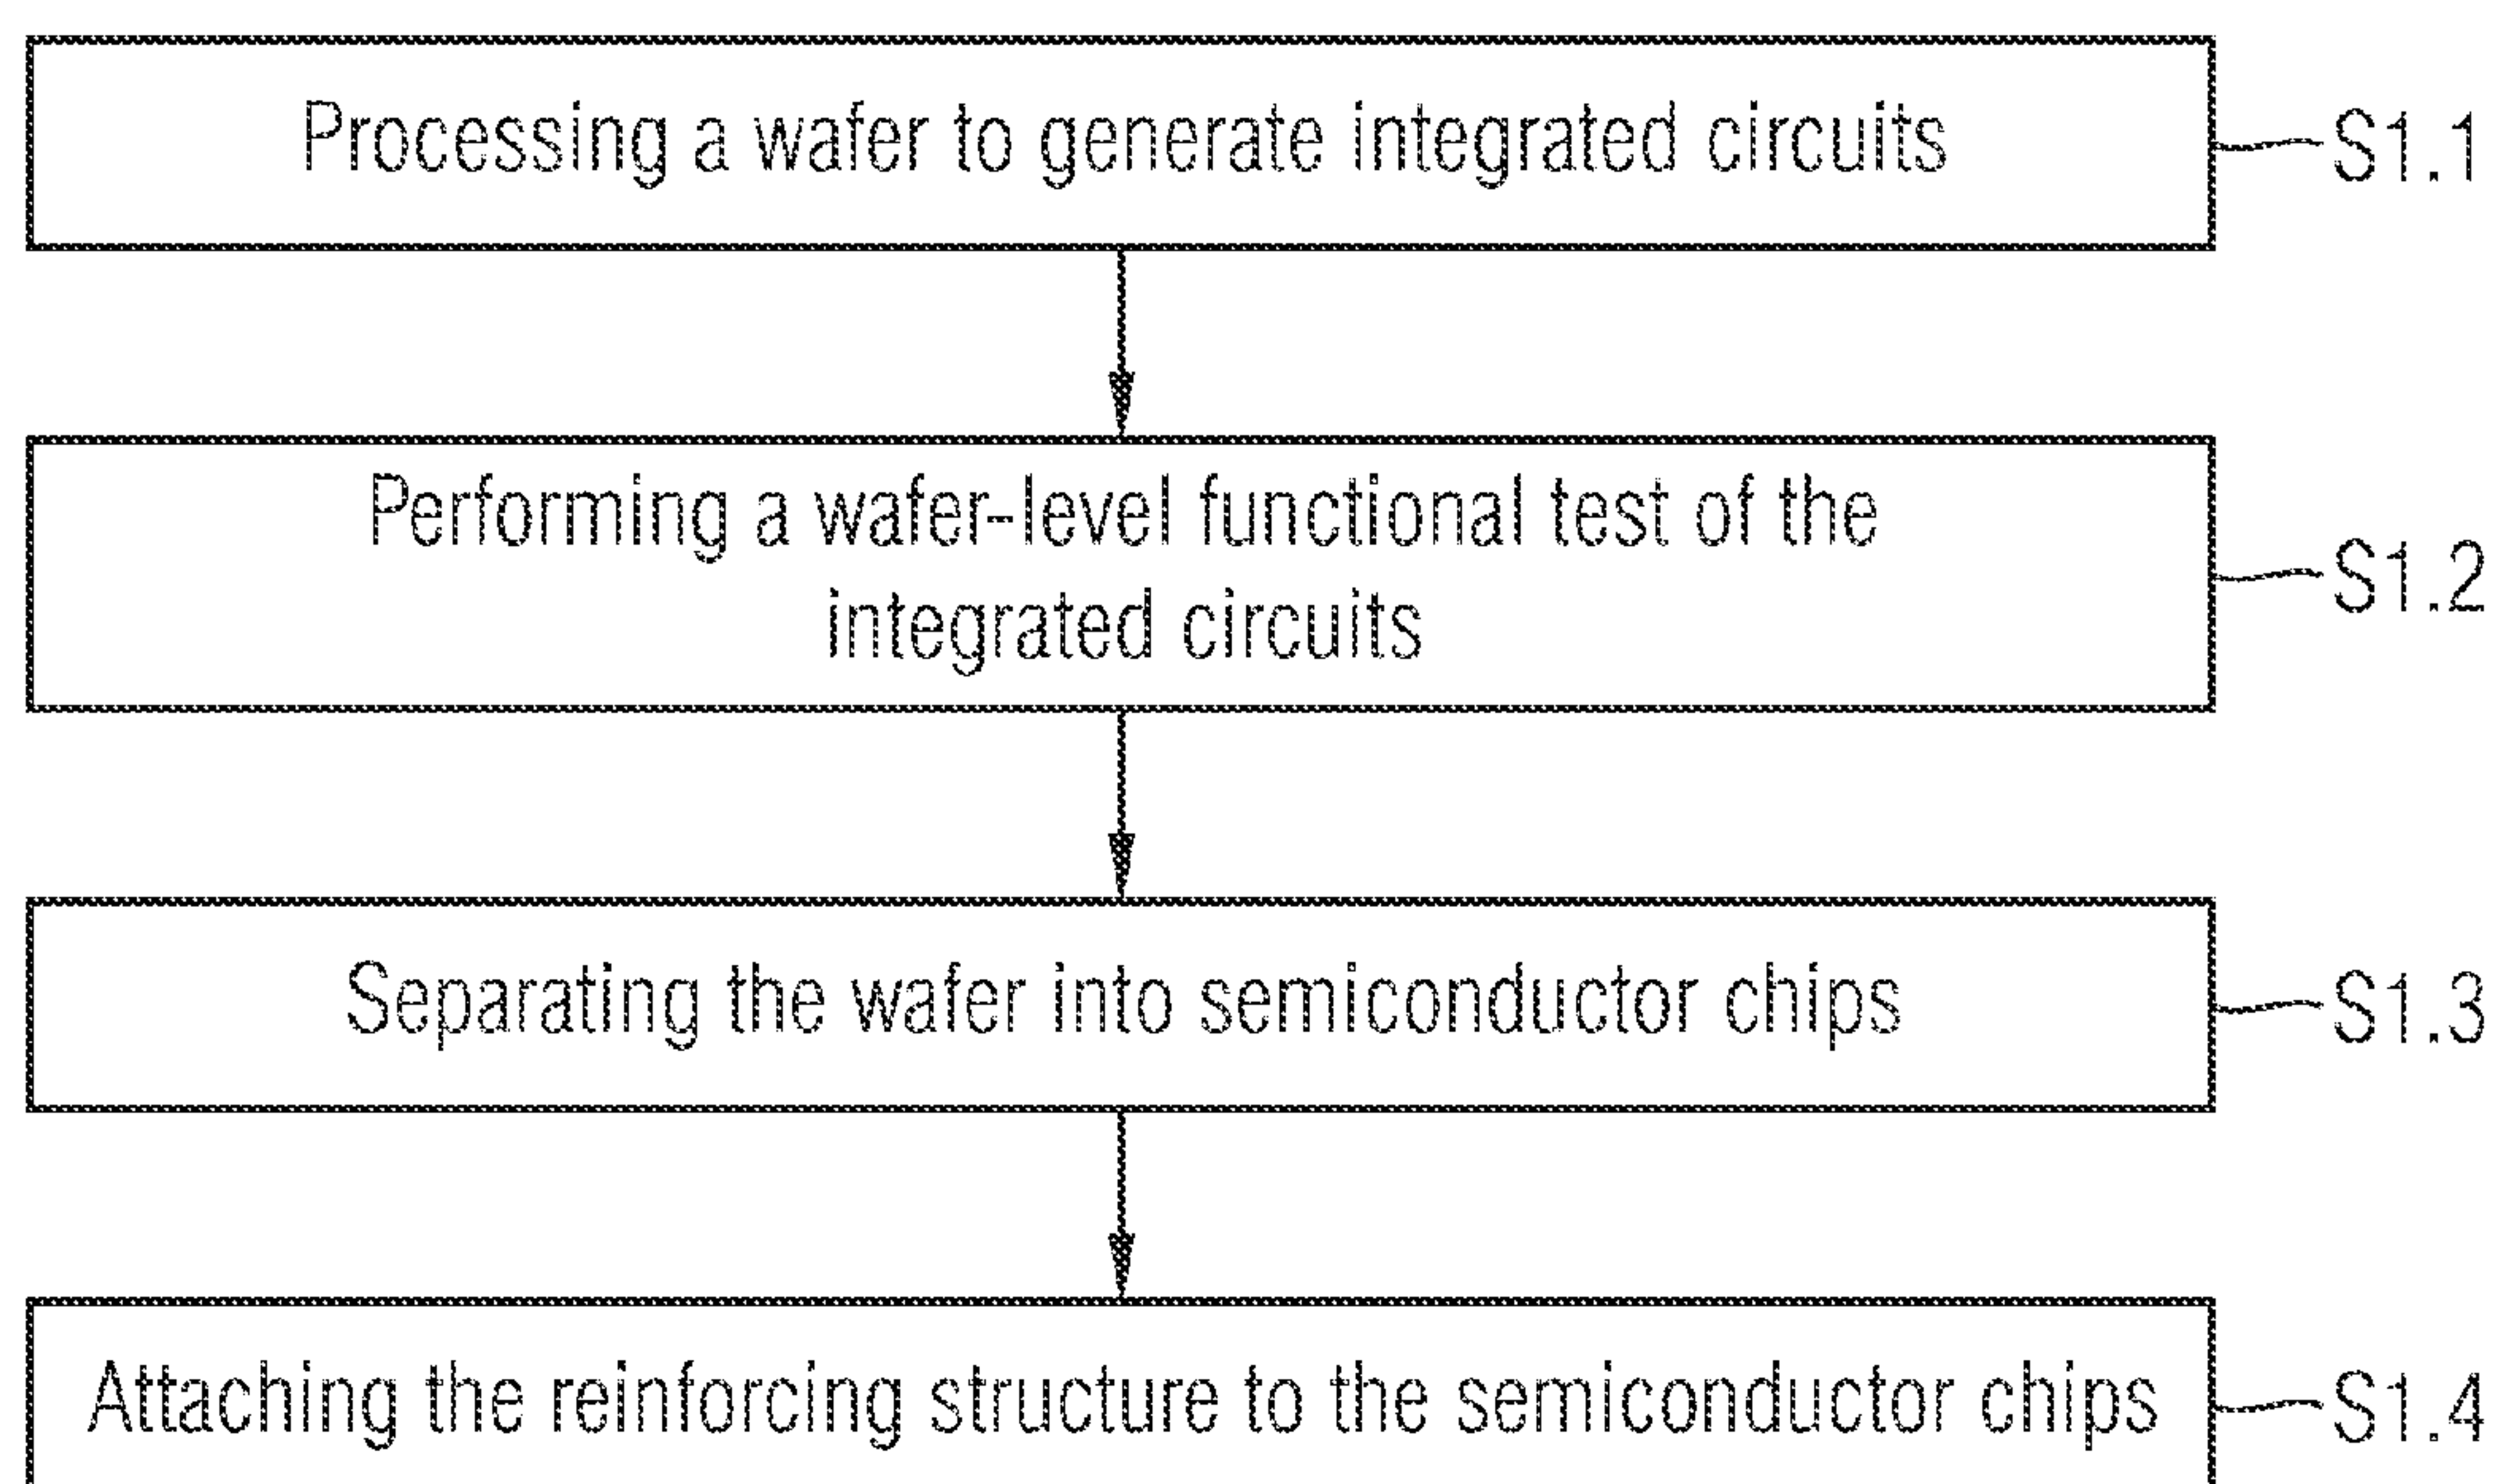 Processing a wafer to generate integrated circuits
S1.1
Performing a wafer-level functional test of the
integrated circuits
S1.2
Separating the wafer into semiconductor chips
S1.3
Attaching the reinforcing structure to the semiconductor chips
S1.4